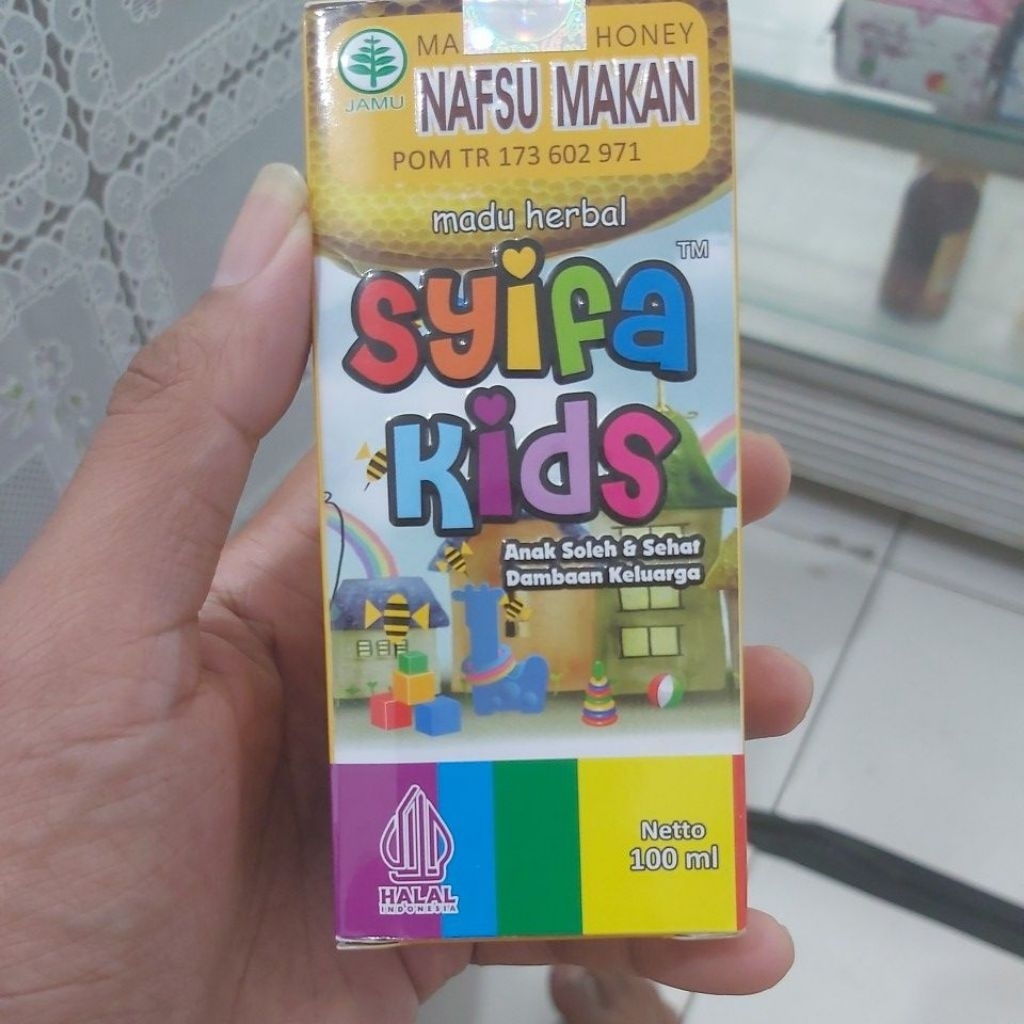 HONEY
JAMU
NAFSU MAKAN
POM TR 173 602 971
madu herbal
syifa TM
Kids
Anak Soleh & Sehat
Dambaan Keluarga
Netto
100 ml
HALAL
INDONESIA